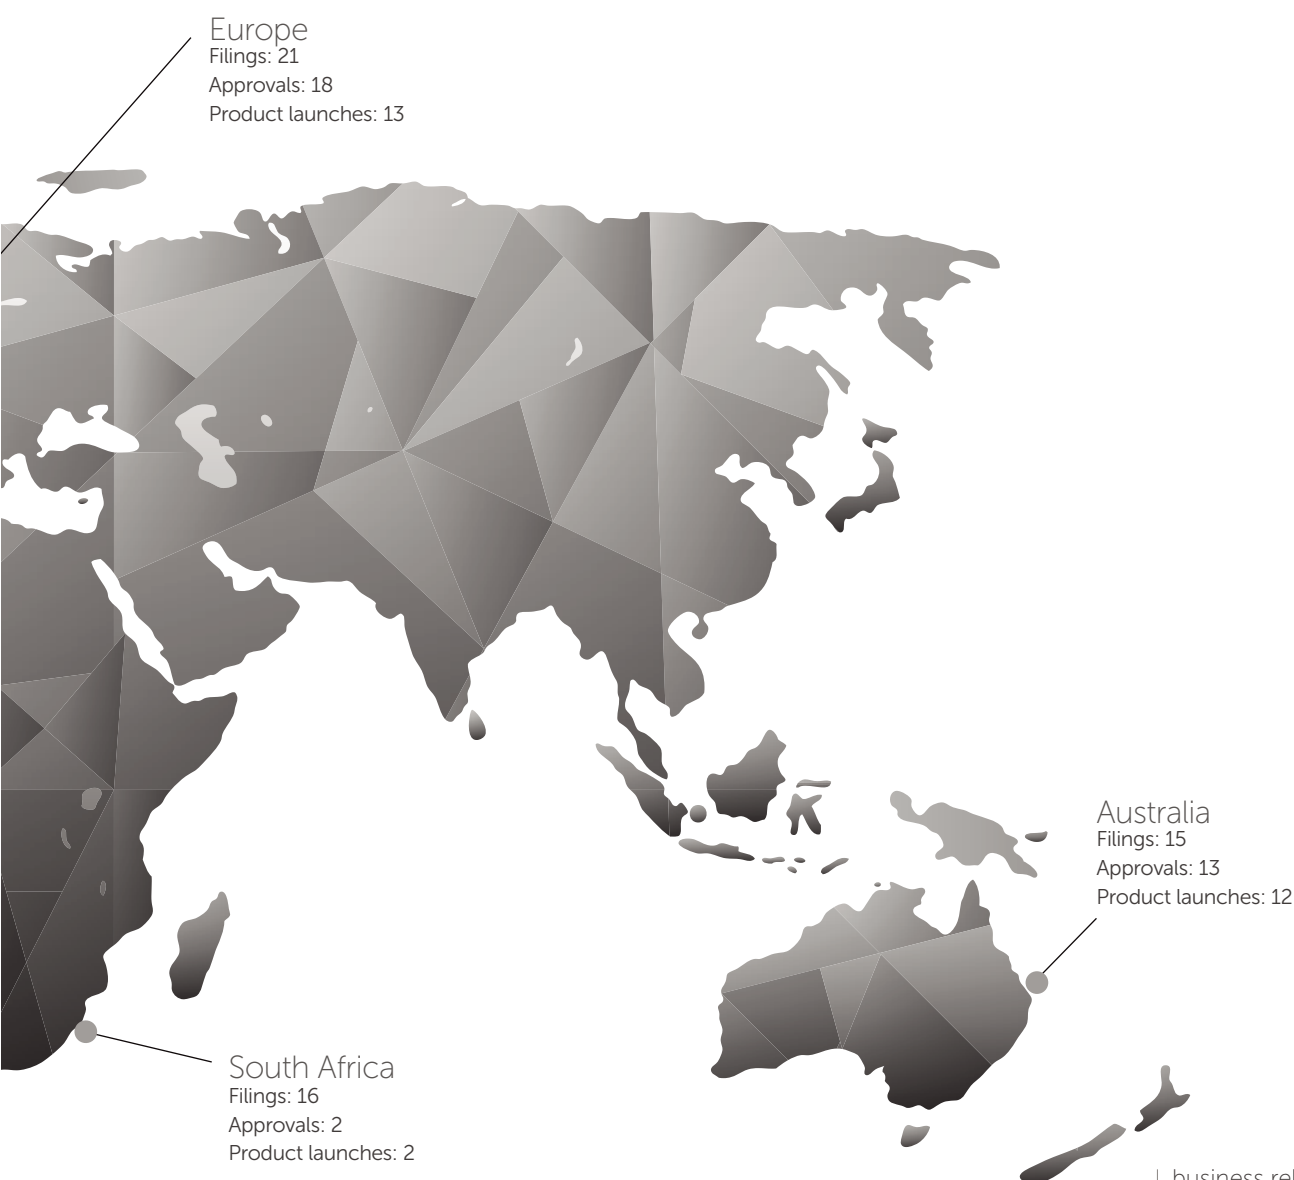 Europe
Filings: 21
Approvals: 18
Product launches: 13
Australia
Filings: 15
Approvals: 13
Product launches: 12
South Africa
Filings: 16
Approvals: 2
Product launches: 2
| business